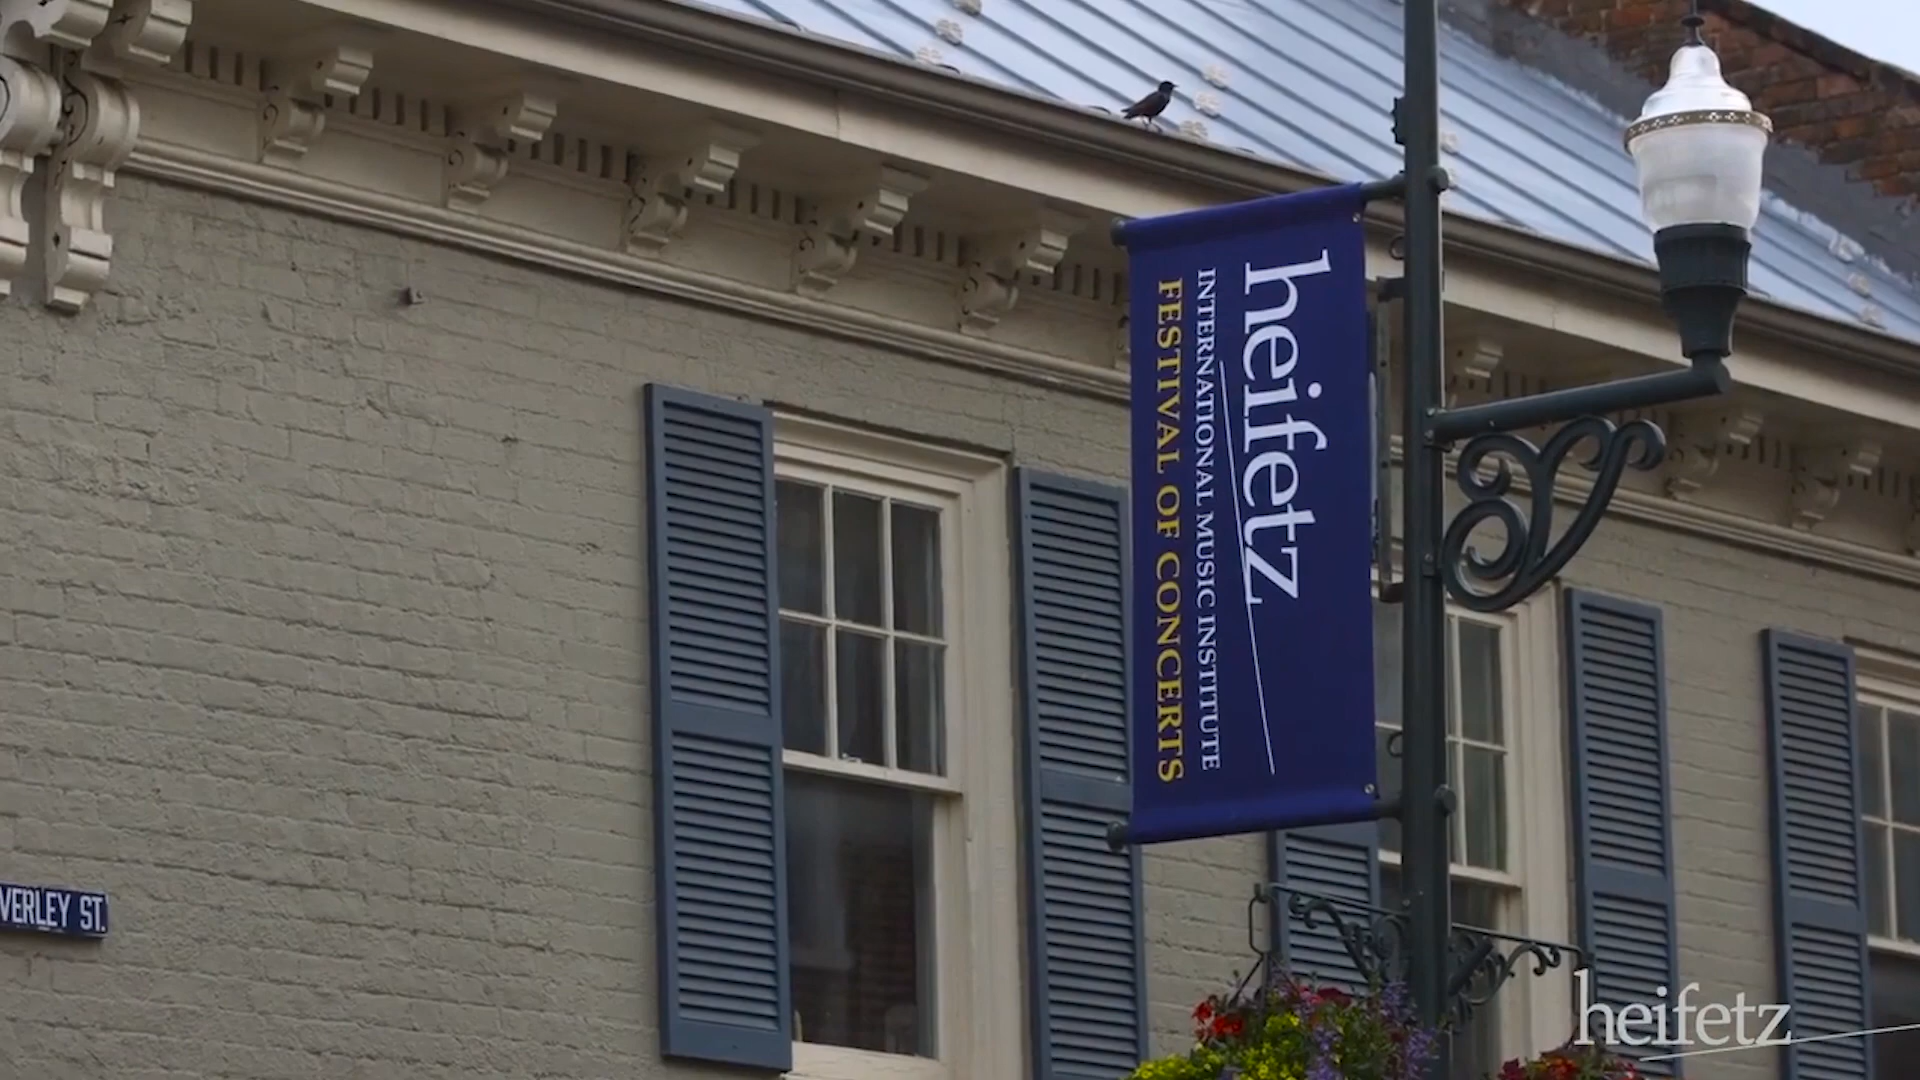 heifetz
INTERNATIONAL MUSIC INSTITUTE
FESTIVAL OF CONCERTS
VERLEY ST.
heifetz